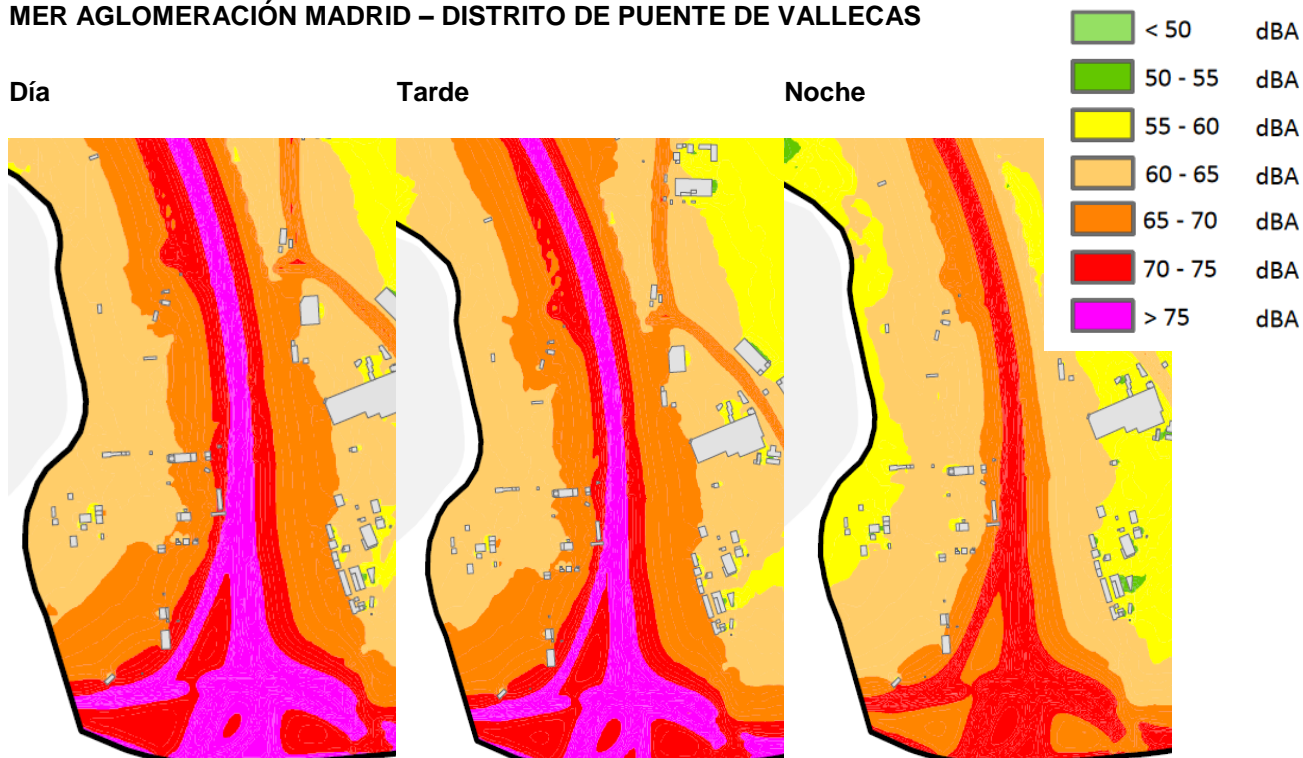 MER AGLOMERACIÓN MADRID – DISTRITO DE PUENTE DE VALLECAS
< 50 dBA
50 - 55 dBA
55 - 60 dBA
60 - 65 dBA
65 - 70 dBA
70 - 75 dBA
> 75 dBA
Día
Tarde
Noche